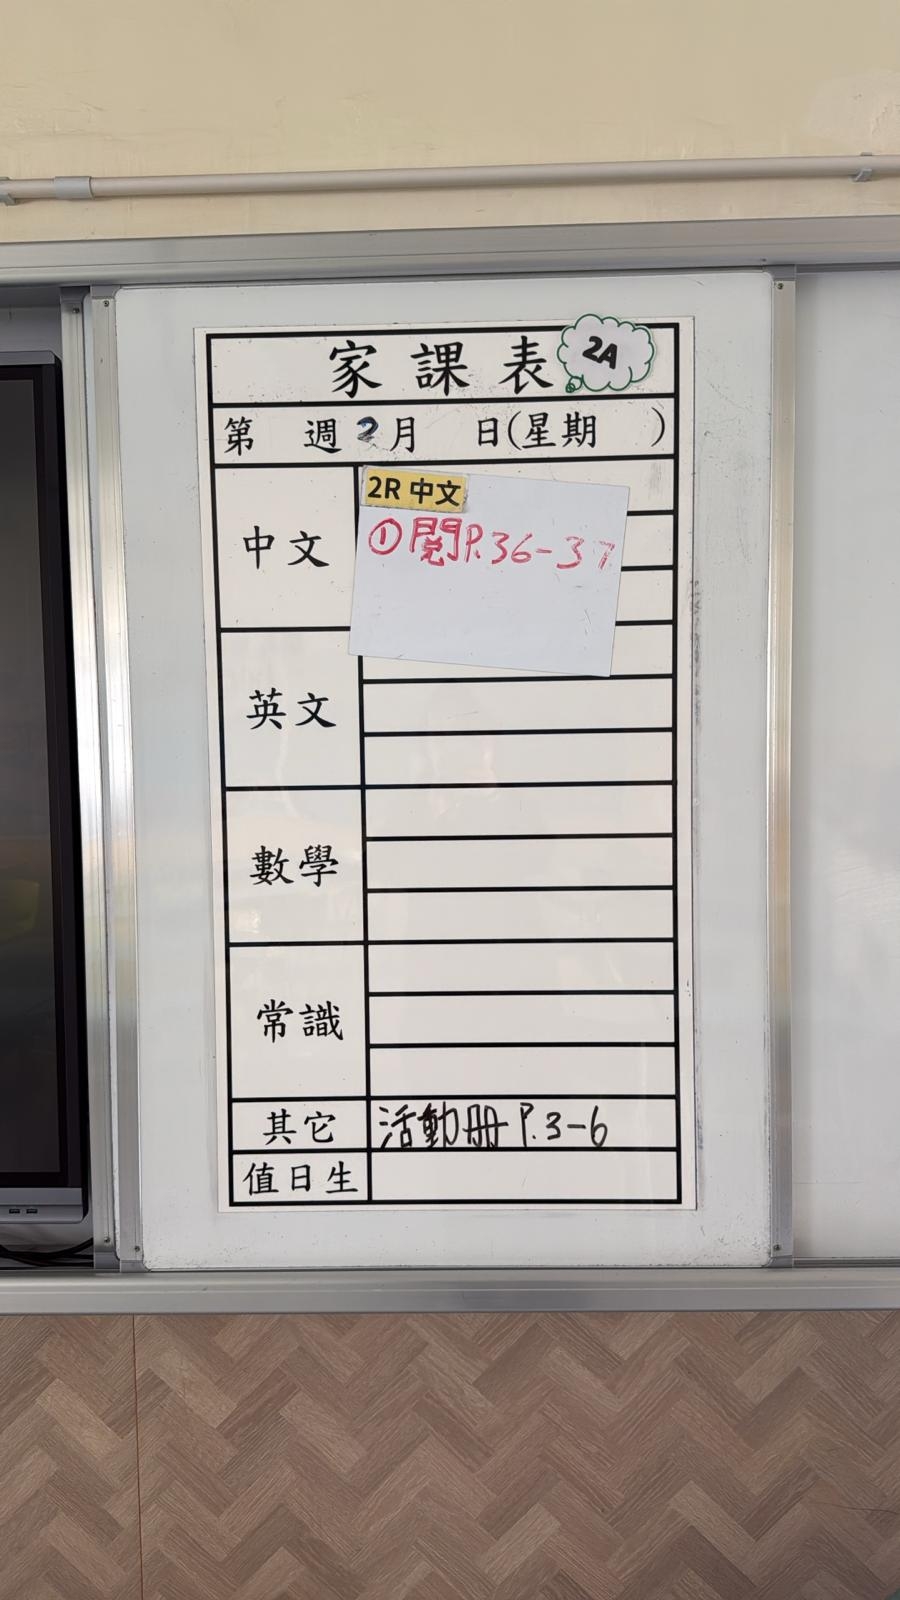 家課表 2A
第 週 2月 日(星期 )
中文
2R 中文
①閱P.36-37
英文
數學
常識
其它 活動冊 P.3-6
值日生